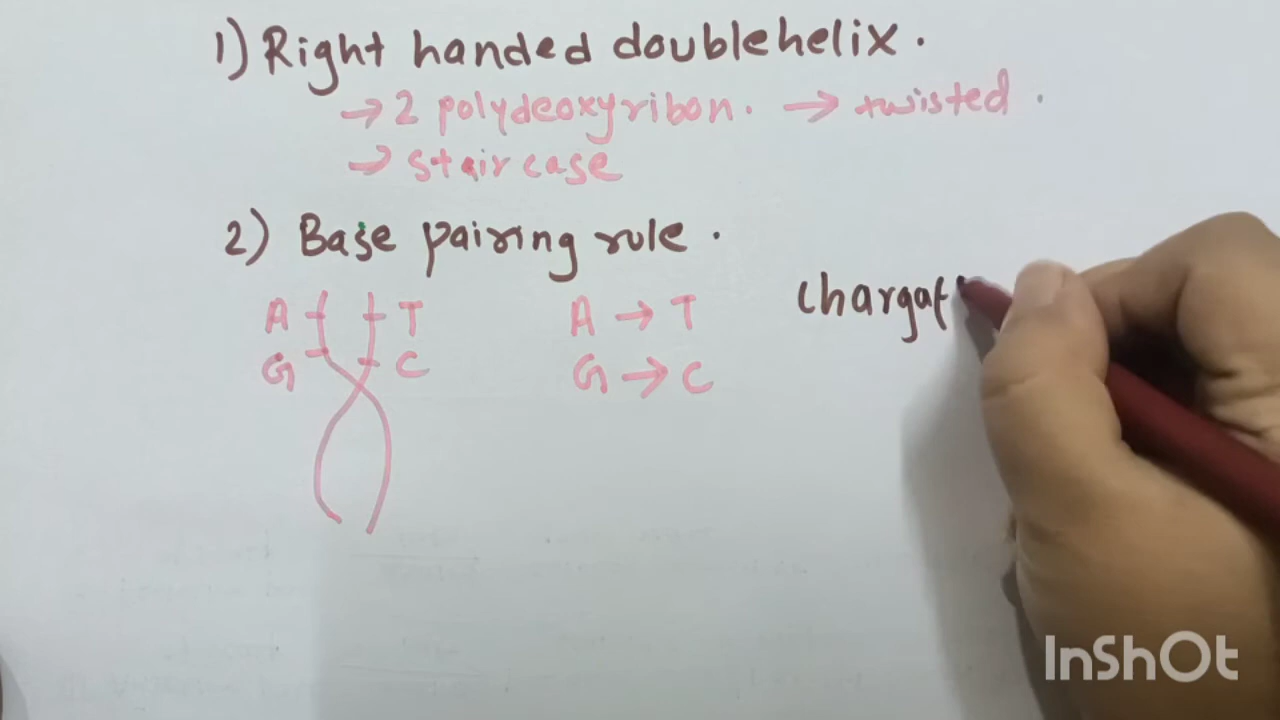 1) Right handed doublehelix.
→ 2 polydeoxyribon. → twisted.
→ staircase
2) Base pairing rule.
A T A → T chargaf
G C G → C
InShOt